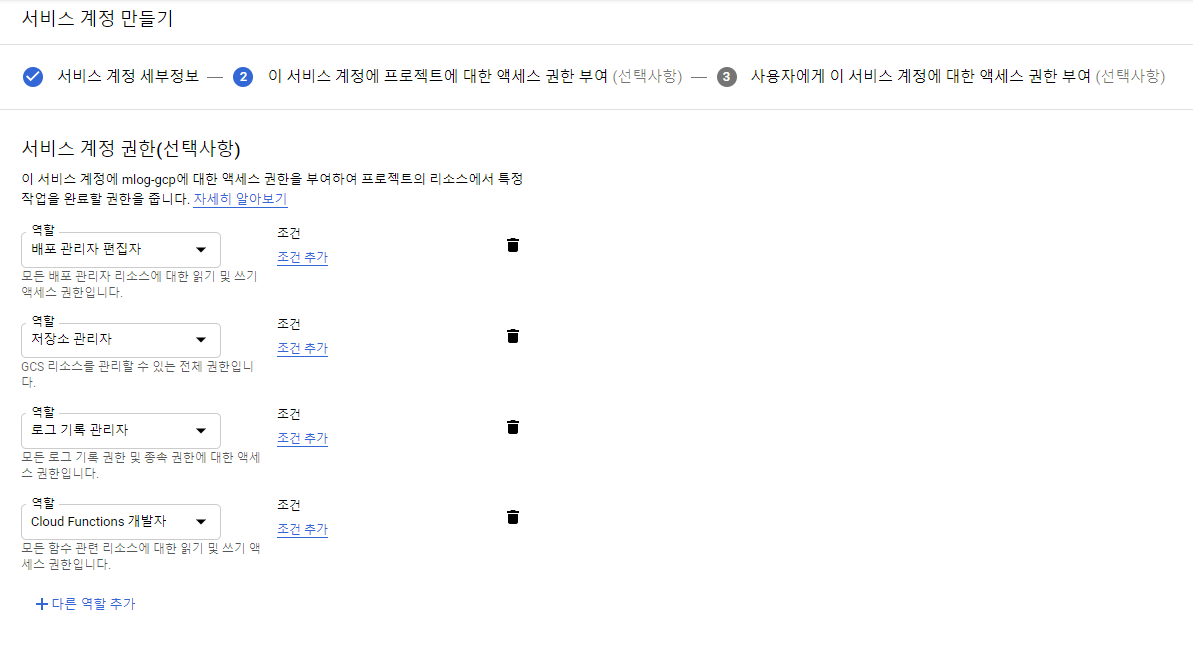 서비스 계정 만들기
서비스 계정 세부정보 — 2 이 서비스 계정에 프로젝트에 대한 액세스 권한 부여 (선택사항) — 3 사용자에게 이 서비스 계정에 대한 액세스 권한 부여 (선택사항)
서비스 계정 권한(선택사항)
이 서비스 계정에 mlog-gcp에 대한 액세스 권한을 부여하여 프로젝트의 리소스에서 특정
작업을 완료할 권한을 줍니다. 자세히 알아보기
역할 조건
배포 관리자 편집자 조건 추가
모든 배포 관리자 리소스에 대한 읽기 및 쓰기
액세스 권한입니다.
역할 조건
저장소 관리자 조건 추가
GCS 리소스를 관리할 수 있는 전체 권한입니
다.
역할 조건
로그 기록 관리자 조건 추가
모든 로그 기록 권한 및 종속 권한에 대한 액세
스 권한입니다.
역할 조건
Cloud Functions 개발자 조건 추가
모든 함수 관련 리소스에 대한 읽기 및 쓰기 액
세스 권한입니다.
+ 다른 역할 추가